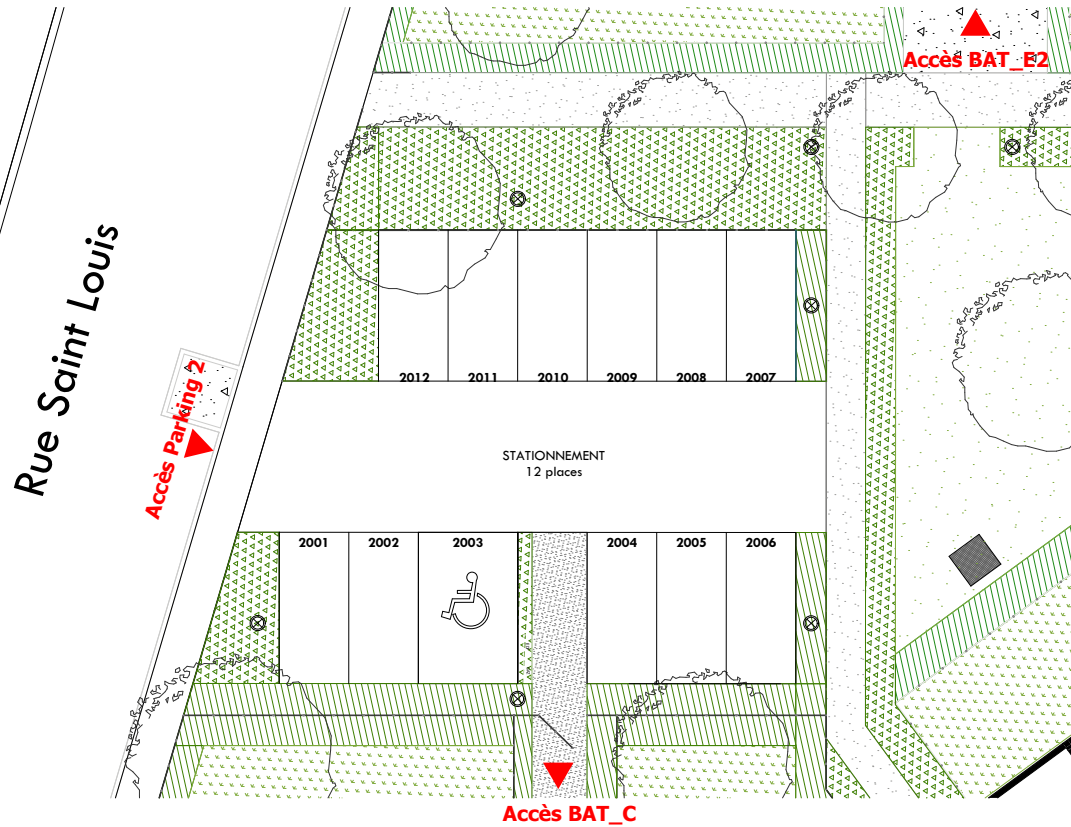 Accès BAT_E2
Rue Saint Louis
Accès Parking 2
2012 2011 2010 2009 2008 2007
STATIONNEMENT
12 places
2001 2002 2003 2004 2005 2006
Accès BAT_C